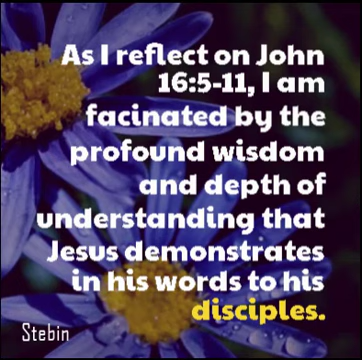 As I reflect on John
16:5-11, I am
facinated by the
profound wisdom
and depth of
understanding that
Jesus demonstrates
in his words to his
disciples.
Stebin